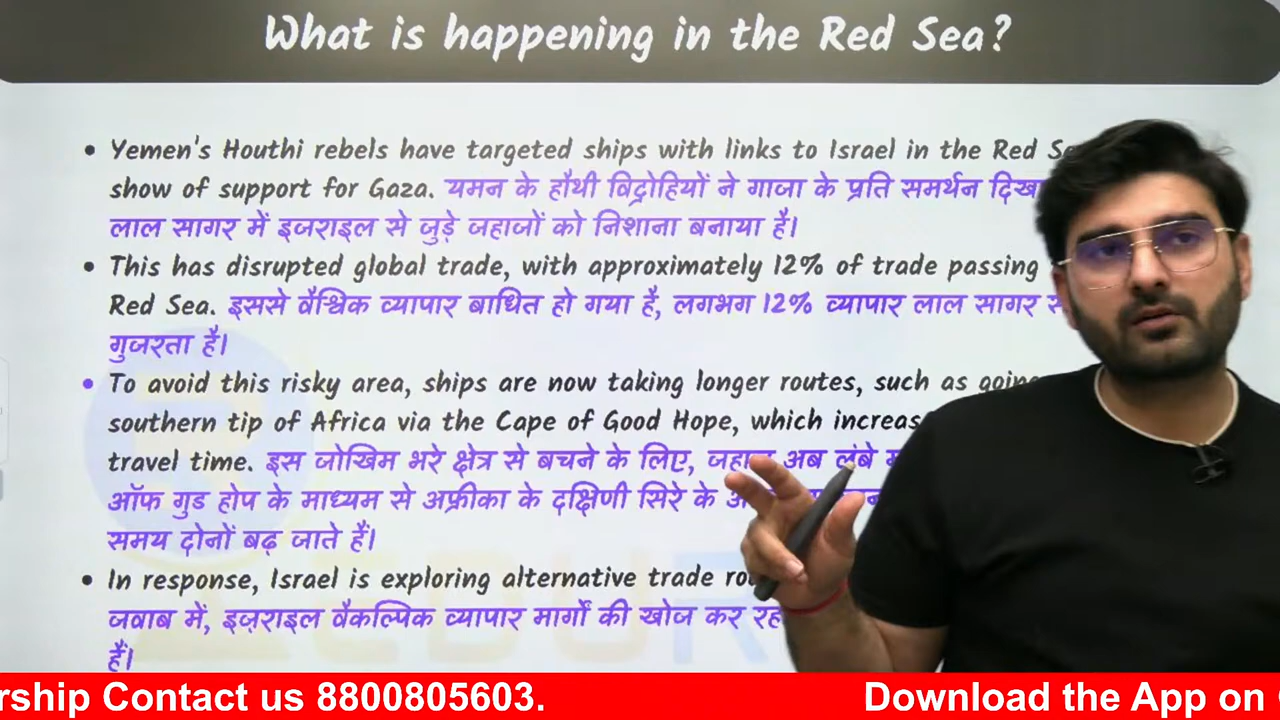 What is happening in the Red Sea?
• Yemen's Houthi rebels have targeted ships with links to Israel in the Red
show of support for Gaza. यमन के हौथी विद्रोहियों ने गाजा के प्रति समर्थन
लाल सागर में इजराइल से जुड़े जहाजों को निशाना बनाया है।
• This has disrupted global trade, with approximately 12% of trade passing
Red Sea. इससे वैश्विक व्यापार बाधित हो गया है, लगभग 12% व्यापार लाल सागर
गुजरता है।
• To avoid this risky area, ships are now taking longer routes, such as
southern tip of Africa via the Cape of Good Hope, which
travel time. इस जोखिम भरे क्षेत्र से बचने के लिए, अब लंबे
ऑफ गुड होप के माध्यम से अफ्रीका के दक्षिणी सिरे के
समय दोनों बढ़ जाते हैं।
• In response, Israel is exploring alternative trade
जवाब में, इज़राइल वैकल्पिक व्यापार मार्गों की खोज कर
हैं।
rship Contact us 8800805603. Download the App on